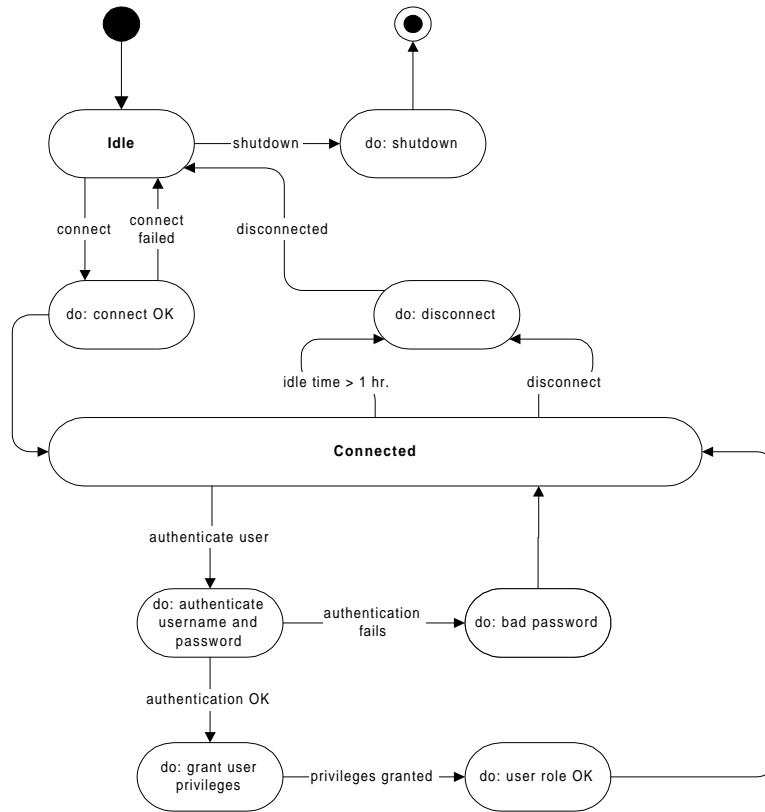 Idle
shutdown
do: shutdown
connect
connect
failed
disconnected
do: connect OK
do: disconnect
idle time > 1 hr.
disconnect
Connected
authenticate user
do: authenticate
username and
password
authentication
fails
do: bad password
authentication OK
do: grant user
privileges
privileges granted
do: user role OK